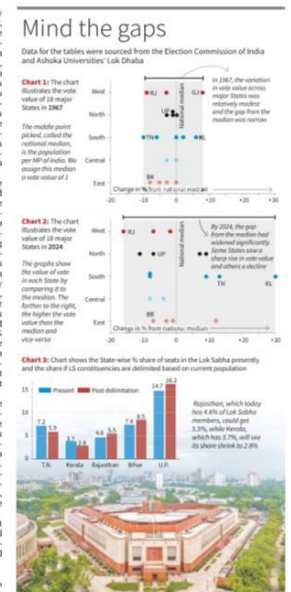 Mind the gaps
Data for the tables were sourced from the Election Commission of India
and Ashoka Universities' Lok Dhaba
Chart 1: The chart
illustrates the vote
value of 18 major
States in 1967
The middle point
picked, called the
national median,
is the population
per MP of India. We
assign this median
a vote value of 1
In 1967, the variation
in vote value across
major States was
relatively modest
and the gap from the
median was narrow
National median
West
RJ
GJ
North
UP
South
TN
KL
Central
East
BR
Change in % from national median
-20
-10
0
10
20
30
Chart 2: The chart
illustrates the vote
value of 18 major
States in 2024
The graphs show
the value of vote
in each State by
comparing it to
the median. The
farther to the right,
the higher the vote
value than the
median and
vice-versa
By 2024, the gap
from the median had
widened significantly.
Some States saw a
sharp rise in vote value
and others a decline
National median
West
RJ
North
UP
South
TN
KL
Central
East
BR
Change in % from national median
-20
-10
0
10
20
30
Chart 3: Chart shows the State-wise % share of seats in the Lok Sabha presently
and the share if LS constituencies are delimited based on current population
Present
Post delimitation
15
10
5
0
7.2
5.9
3.7
2.8
4.6
5.5
7.4
8.5
14.7
16.2
T.N.
Kerala
Rajasthan
Bihar
U.P.
Rajasthan, which today
has 4.6% of Lok Sabha
members, could get
5.5%, while Kerala,
which has 3.7%, will see
its share shrink to 2.8%